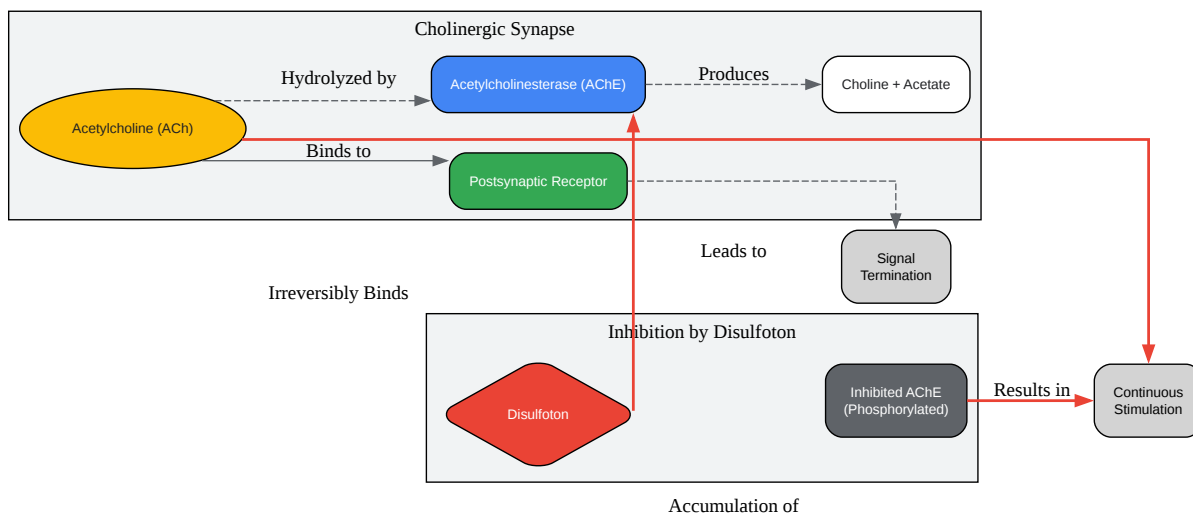 Cholinergic Synapse
Hydrolyzed by
Acetylcholinesterase (AChE)
Produces
Choline + Acetate
Acetylcholine (ACh)
Binds to
Postsynaptic Receptor
Leads to
Signal
Termination
Irreversibly Binds
Inhibition by Disulfoton
Disulfoton
Inhibited AChE
(Phosphorylated)
Results in
Continuous
Stimulation
Accumulation of